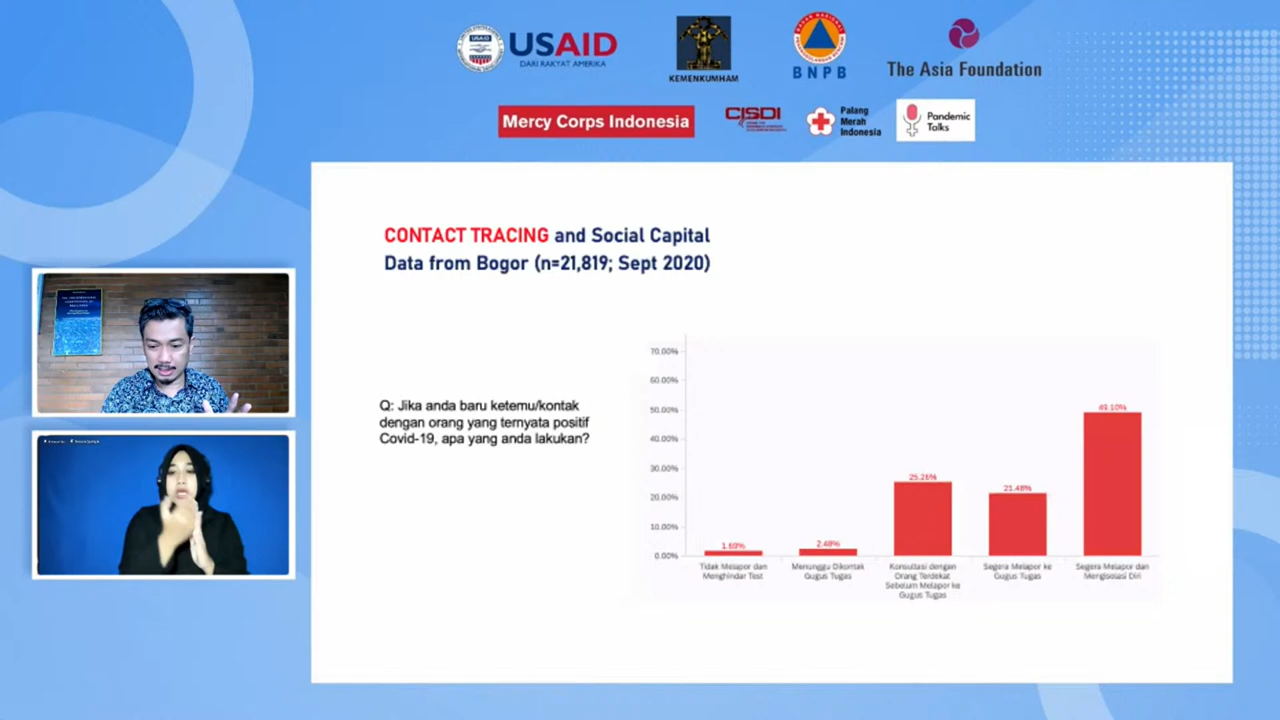 USAID
DARI RAKYAT AMERIKA
KEMENKUMHAM
BNPB
The Asia Foundation
Mercy Corps Indonesia
CISDI
Palang
Merah
Indonesia
Pandemic
Talks
CONTACT TRACING and Social Capital
Data from Bogor (n=21,819; Sept 2020)
Q: Jika anda baru ketemu/kontak
dengan orang yang ternyata positif
Covid-19, apa yang anda lakukan?
70.00%
60.00%
50.00%
40.00%
30.00%
20.00%
10.00%
0.00%
1.69%
2.48%
25.26%
21.48%
49.10%
Tidak Melapor dan
Menghindar Test
Menunggu Dikontak
Gugus Tugas
Konsultasi dengan
Orang Terdekat
Sebelum Melapor ke
Gugus Tugas
Segera Melapor ke
Gugus Tugas
Segera Melapor dan
Mengisolasi Diri